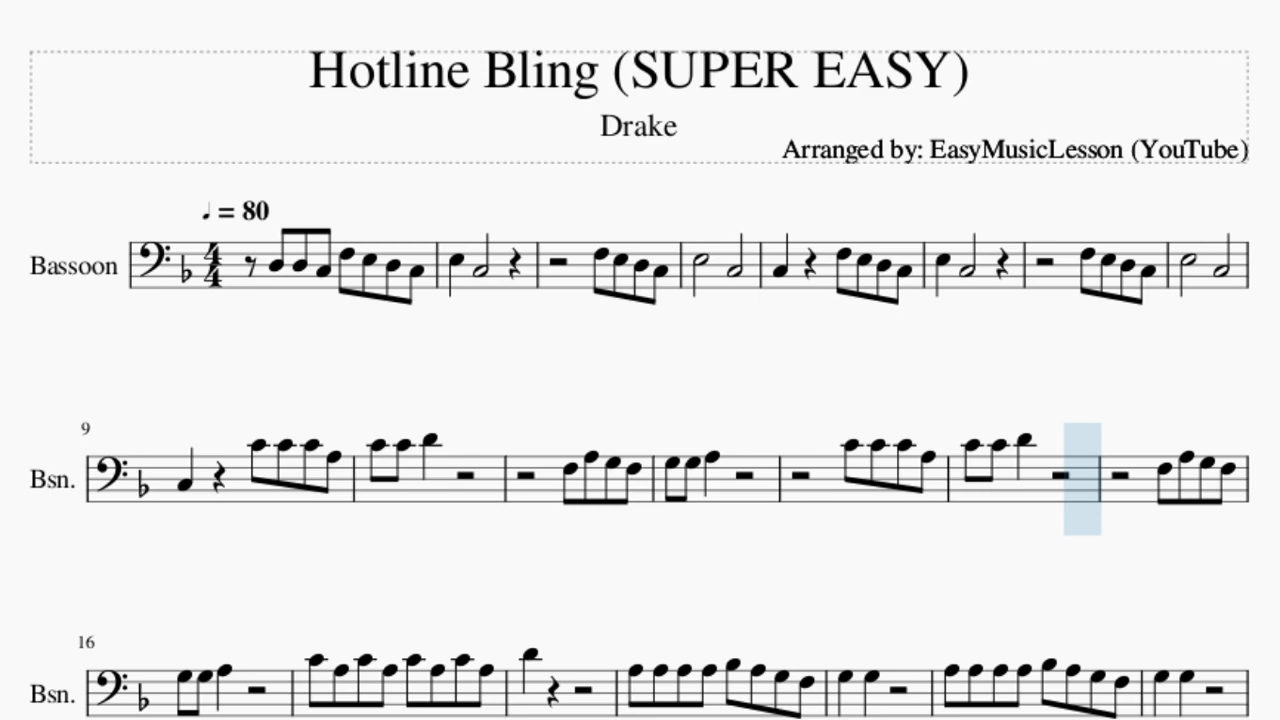 Hotline Bling (SUPER EASY)
Drake
Arranged by: EasyMusicLesson (YouTube)
♩ = 80
Bassoon
4
4
9
Bsn.
16
Bsn.